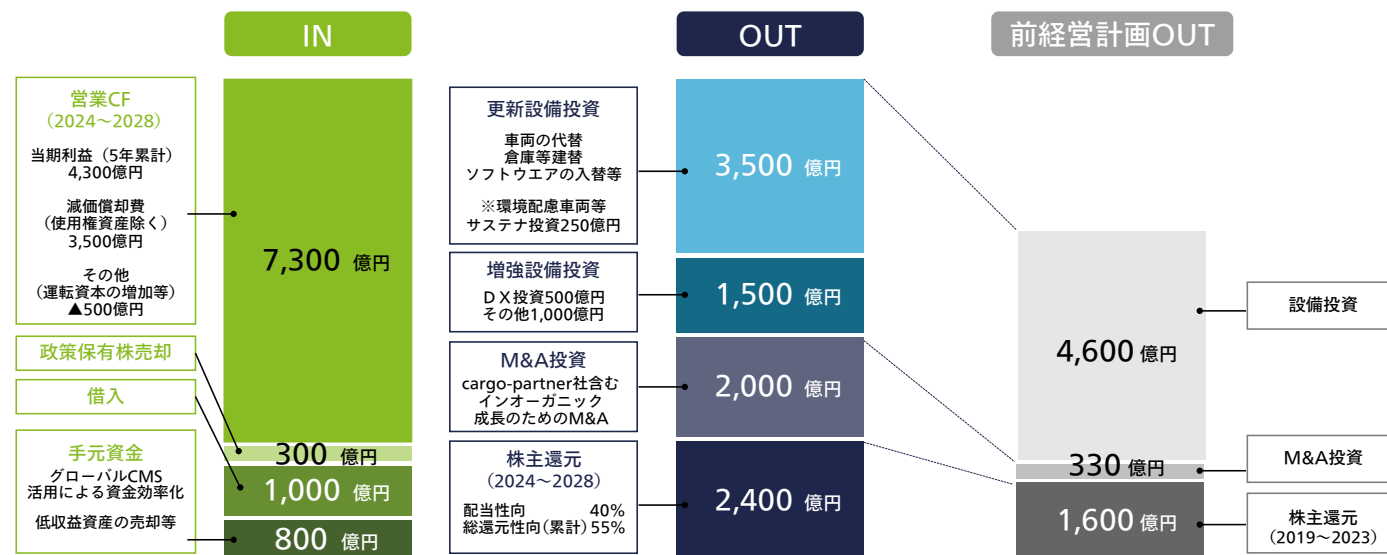 IN
営業CF
（2024～2028）
当期利益（5年累計）
4,300億円
減価償却費
（使用権資産除く）
3,500億円
その他
（運転資本の増加等）
▲500億円
政策保有株売却
借入
手元資金
グローバルCMS
活用による資金効率化
低収益資産の売却等
7,300 億円
300 億円
1,000 億円
800 億円
OUT
更新設備投資
車両の代替
倉庫等建替
ソフトウエアの入替等
※環境配慮車両等
サステナ投資250億円
増強設備投資
ＤＸ投資500億円
その他1,000億円
M&A投資
cargo-partner社含む
インオーガニック
成長のためのM&A
株主還元
（2024～2028）
配当性向 40%
総還元性向(累計) 55%
3,500 億円
1,500 億円
2,000 億円
2,400 億円
前経営計画OUT
4,600 億円
330 億円
1,600 億円
設備投資
M&A投資
株主還元
（2019～2023）